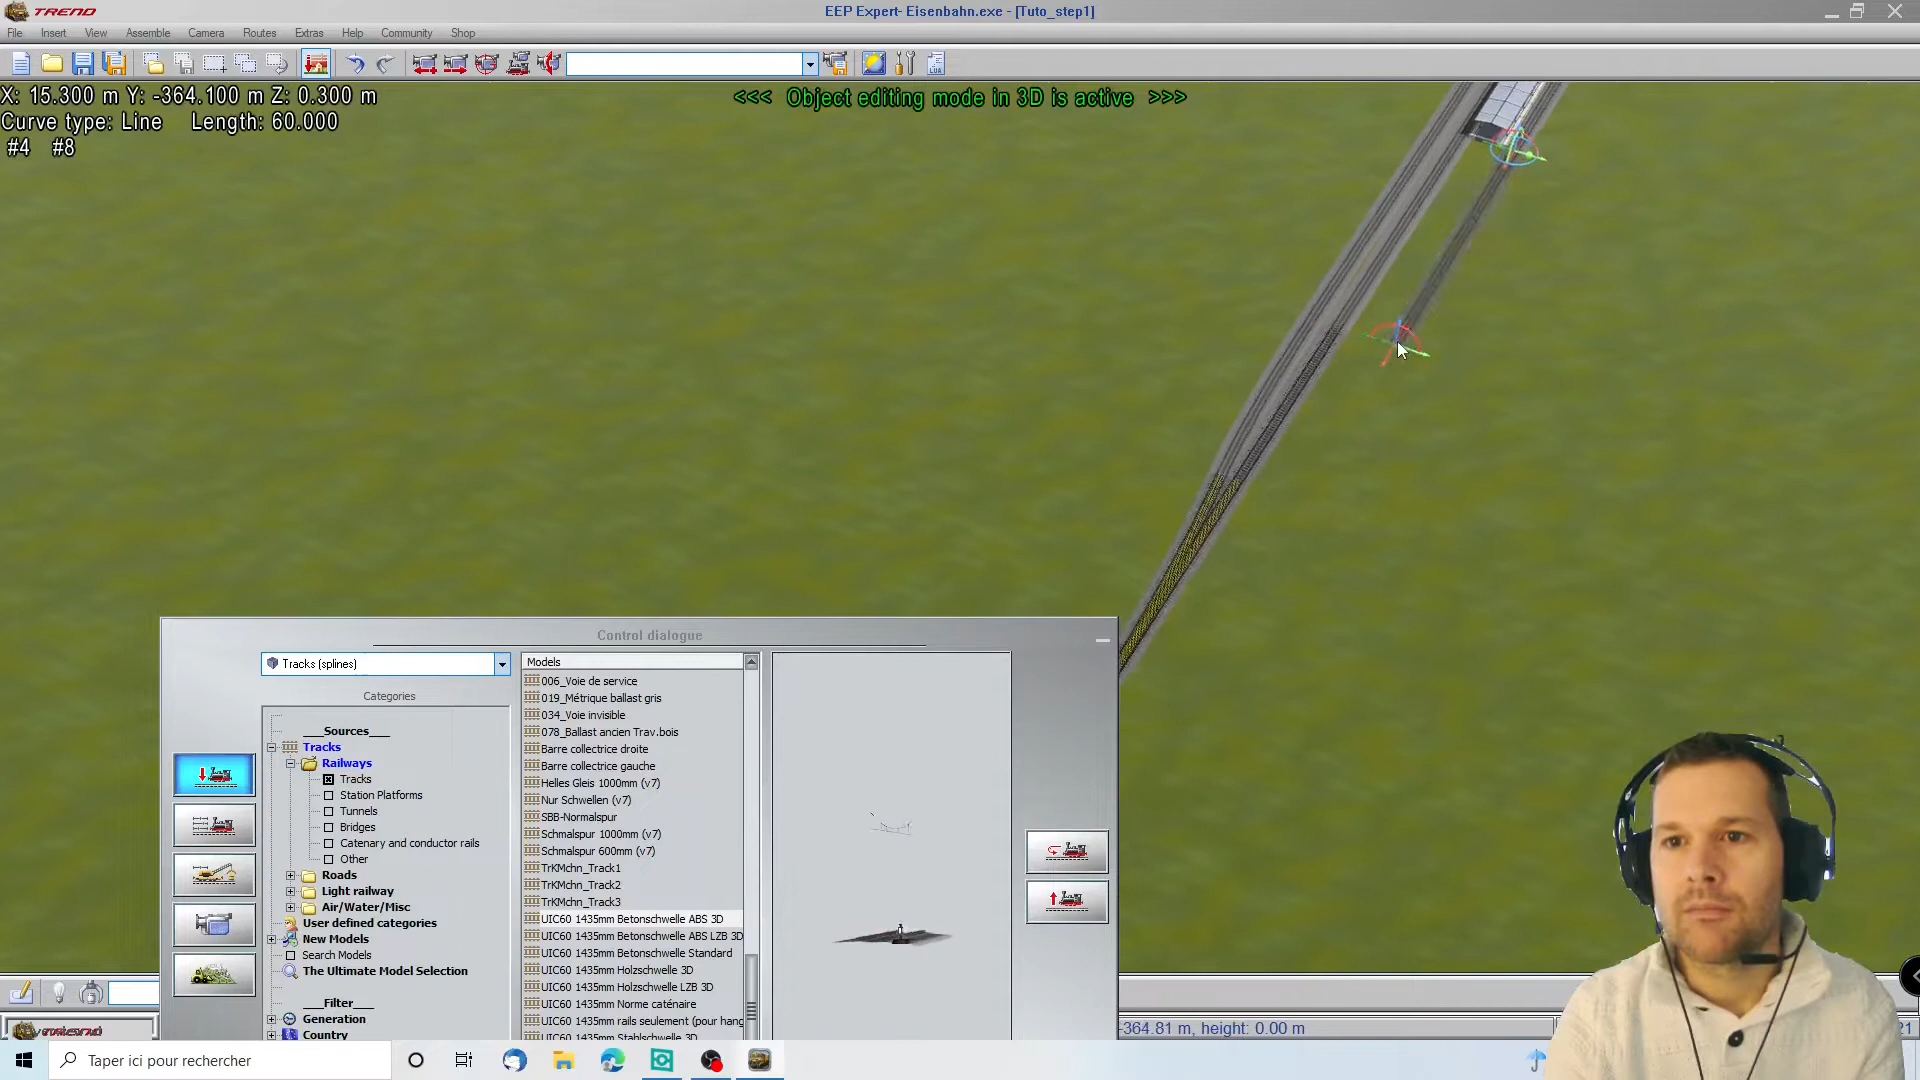 TREND
EEP Expert- Eisenbahn.exe - [Tuto_step1]
File Insert View Assemble Camera Routes Extras Help Community Shop
LUA
X: 15.300 m Y: -364.100 m Z: 0.300 m
<<< Object editing mode in 3D is active >>>
Curve type: Line Length: 60.000
#4 #8
Control dialogue
Tracks (splines)
Categories
___Sources___
Tracks
Railways
Tracks
Station Platforms
Tunnels
Bridges
Catenary and conductor rails
Other
Roads
Light railway
Air/Water/Misc
User defined categories
New Models
Search Models
The Ultimate Model Selection
___Filter___
Generation
Country
Models
006_Voie de service
019_Métrique ballast gris
034_Voie invisible
078_Ballast ancien Trav.bois
Barre collectrice droite
Barre collectrice gauche
Helles Gleis 1000mm (v7)
Nur Schwellen (v7)
SBB-Normalspur
Schmalspur 1000mm (v7)
Schmalspur 600mm (v7)
TrKMchn_Track1
TrKMchn_Track2
TrKMchn_Track3
UIC60 1435mm Betonschwelle ABS 3D
UIC60 1435mm Betonschwelle ABS LZB 3D
UIC60 1435mm Betonschwelle Standard
UIC60 1435mm Holzschwelle 3D
UIC60 1435mm Holzschwelle LZB 3D
UIC60 1435mm Norme caténaire
UIC60 1435mm rails seulement (pour hang
UIC60 1435mm Stahlschwelle 3D
-364.81 m, height: 0.00 m
21
Taper ici pour rechercher